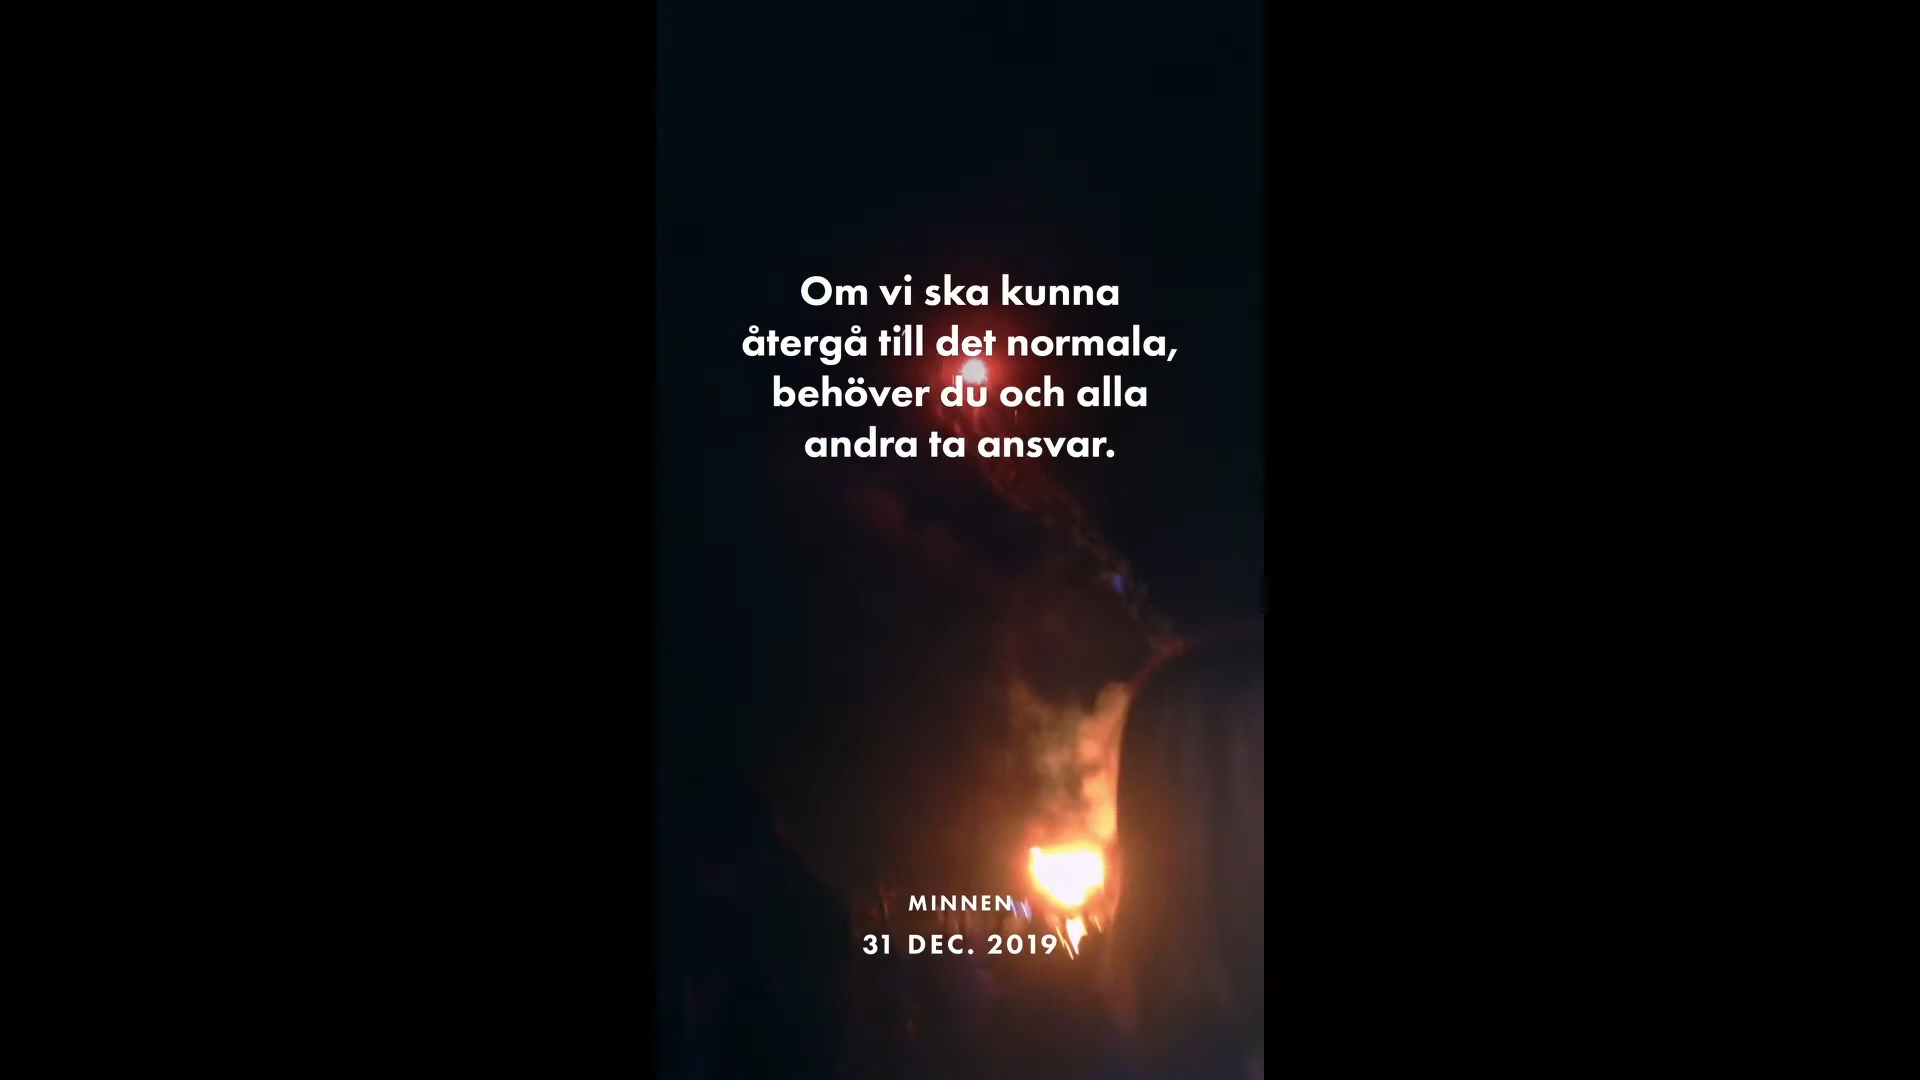 Om vi ska kunna
återgå till det normala,
behöver du och alla
andra ta ansvar.
MINNEN
31 DEC. 2019